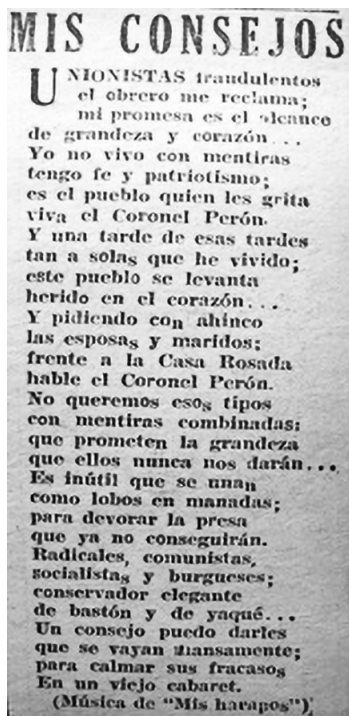 MIS CONSEJOS
UNIONISTAS fraudulentos
el obrero me reclama;
mi promesa es el alcance
de grandeza y corazón...
Yo no vivo con mentiras
tengo fe y patriotismo;
es el pueblo quien les grita
viva el Coronel Perón.
Y una tarde de esas tardes
tan a solas que he vivido;
este pueblo se levanta
herido en el corazón...
Y pidiendo con ahinco
las esposas y maridos;
frente a la Casa Rosada
hable el Coronel Perón.
No queremos esos tipos
con mentiras combinadas:
que prometen la grandeza
que ellos nunca nos darán...
Es inútil que se unan
como lobos en manadas;
para devorar la presa
que ya no conseguirán.
Radicales, comunistas,
socialistas y burgueses;
conservador elegante
de bastón y de yaqué...
Un consejo puedo darles
que se vayan mansamente;
para calmar sus fracasos
En un viejo cabaret.
(Música de "Mis harapos")